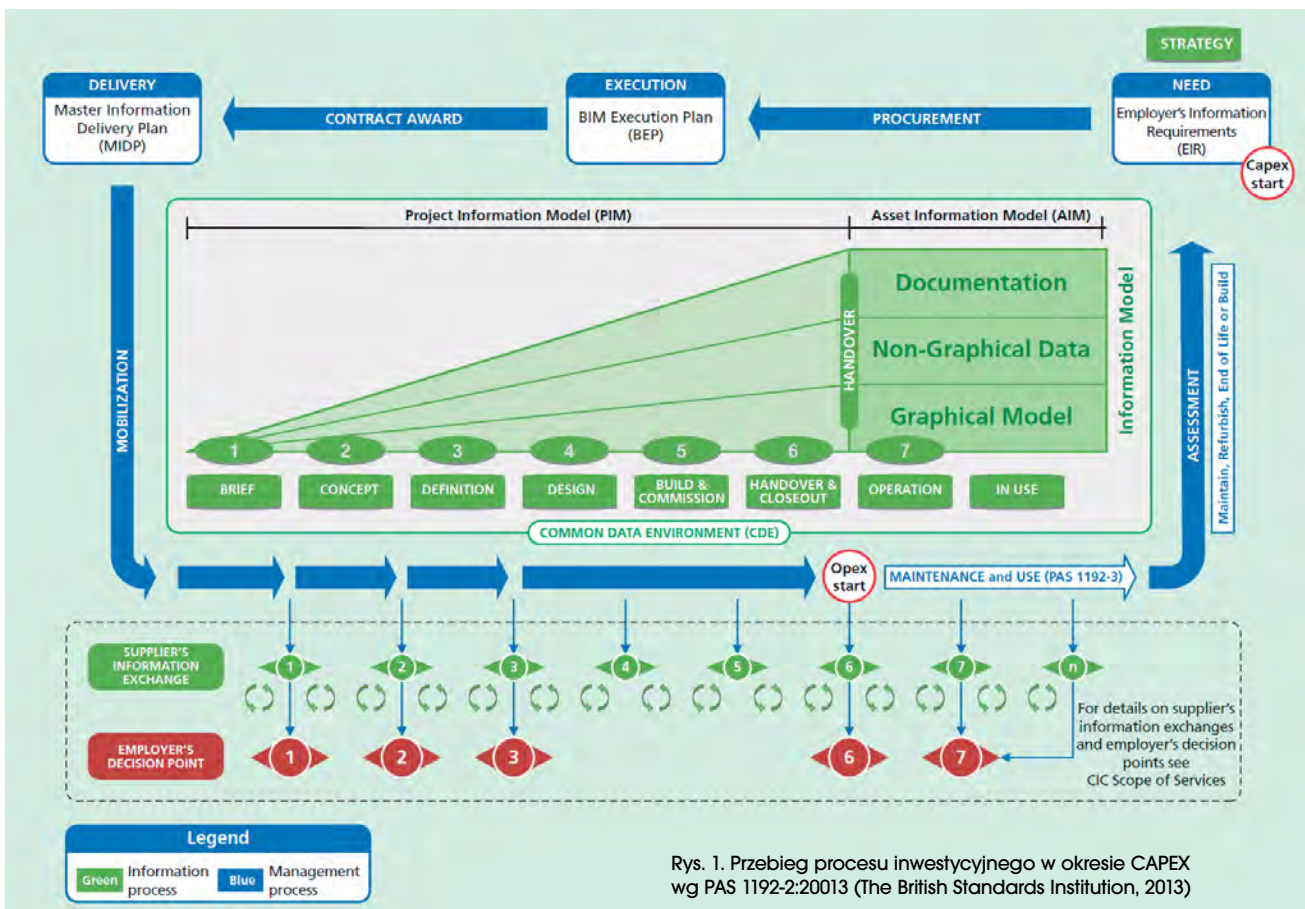 STRATEGY
DELIVERY
Master Information
Delivery Plan
(MIDP)
CONTRACT AWARD
EXECUTION
BIM Execution Plan
(BEP)
PROCUREMENT
NEED
Employer's Information
Requirements
(EIR)
Capex
start
Project Information Model (PIM)
Asset Information Model (AIM)
MOBILIZATION
HANDOVER
Documentation
Non-Graphical Data
Graphical Model
Information Model
ASSESSMENT
Maintain, Refurbish, End of Life or Build
1
2
3
4
5
6
7
BRIEF
CONCEPT
DEFINITION
DESIGN
BUILD &
COMMISSION
HANDOVER &
CLOSEOUT
OPERATION
IN USE
COMMON DATA ENVIRONMENT (CDE)
Opex
start
MAINTENANCE and USE (PAS 1192-3)
SUPPLIER'S
INFORMATION
EXCHANGE
1
2
3
4
5
6
7
n
EMPLOYER'S
DECISION POINT
1
2
3
6
7
For details on supplier's
information exchanges
and employer's decision
points see
CIC Scope of Services
Legend
Green
Information
process
Blue
Management
process
Rys. 1. Przebieg procesu inwestycyjnego w okresie CAPEX
wg PAS 1192-2:20013 (The British Standards Institution, 2013)